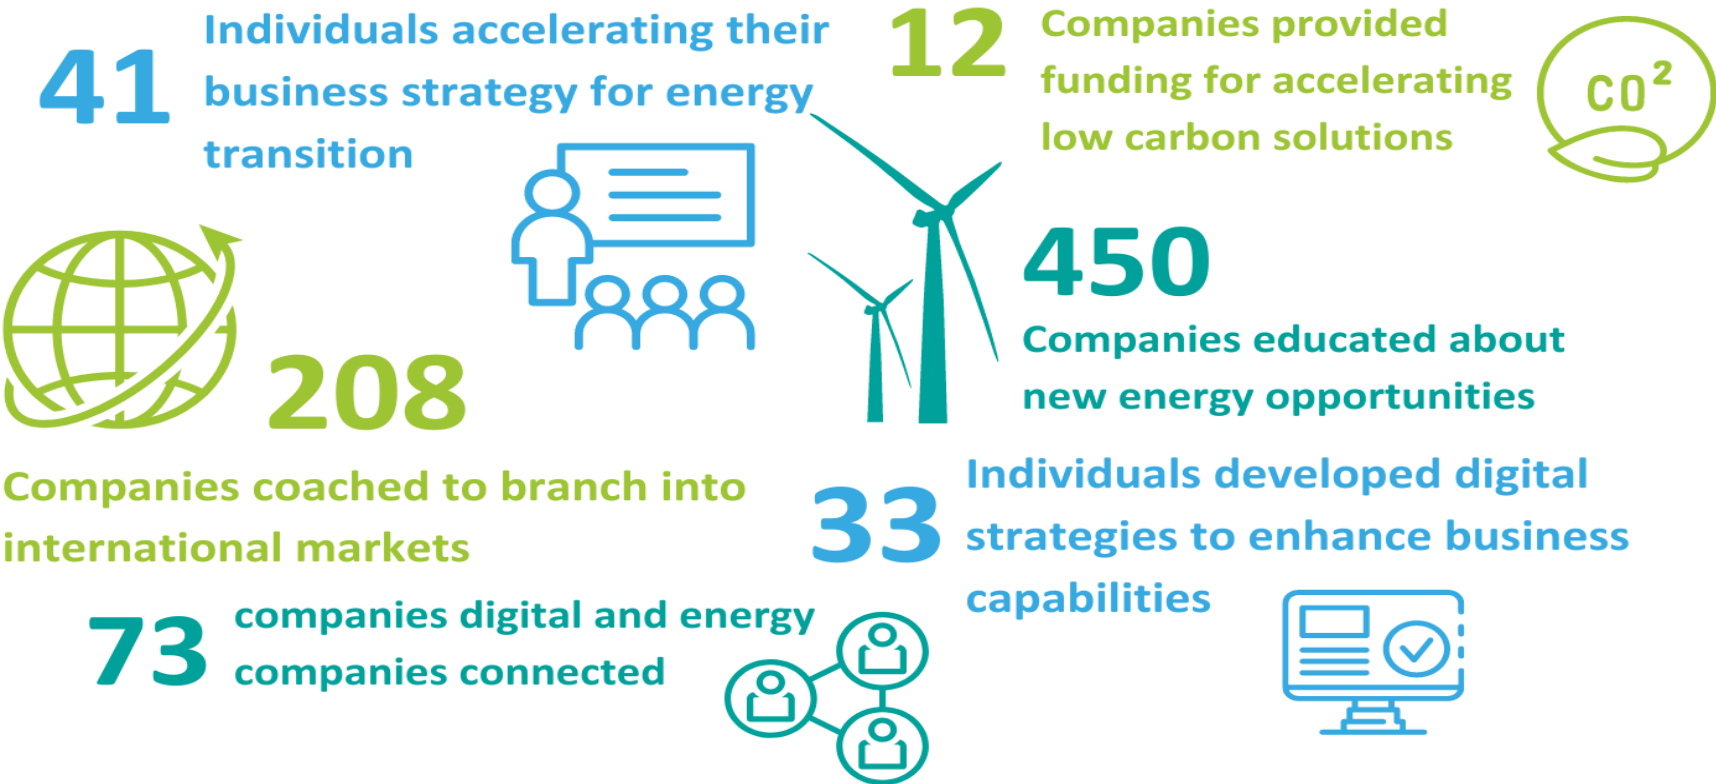 41
Individuals accelerating their
business strategy for energy
transition
12
Companies provided
funding for accelerating
low carbon solutions
CO²
208
Companies coached to branch into
international markets
450
Companies educated about
new energy opportunities
33
Individuals developed digital
strategies to enhance business
capabilities
73
companies digital and energy
companies connected